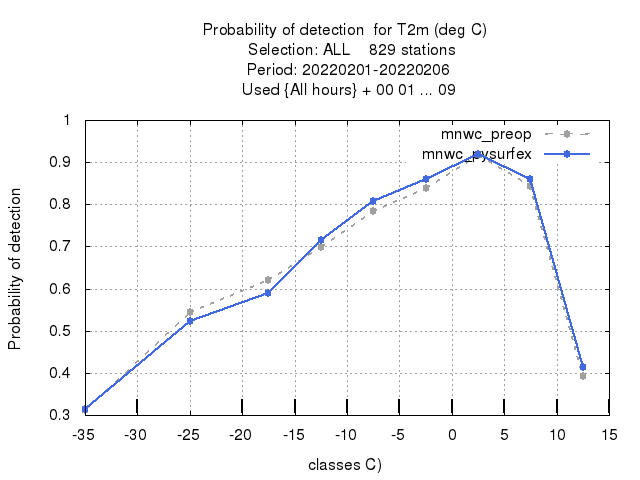 Probability of detection  for T2m (deg C)
Selection: ALL    829 stations
Period: 20220201-20220206
Used {All hours} + 00 01 ... 09
mnwc_preop
mnwc_pysurfex
Probability of detection
1
0.9
0.8
0.7
0.6
0.5
0.4
0.3
-35 -30 -25 -20 -15 -10 -5 0 5 10 15
classes C)